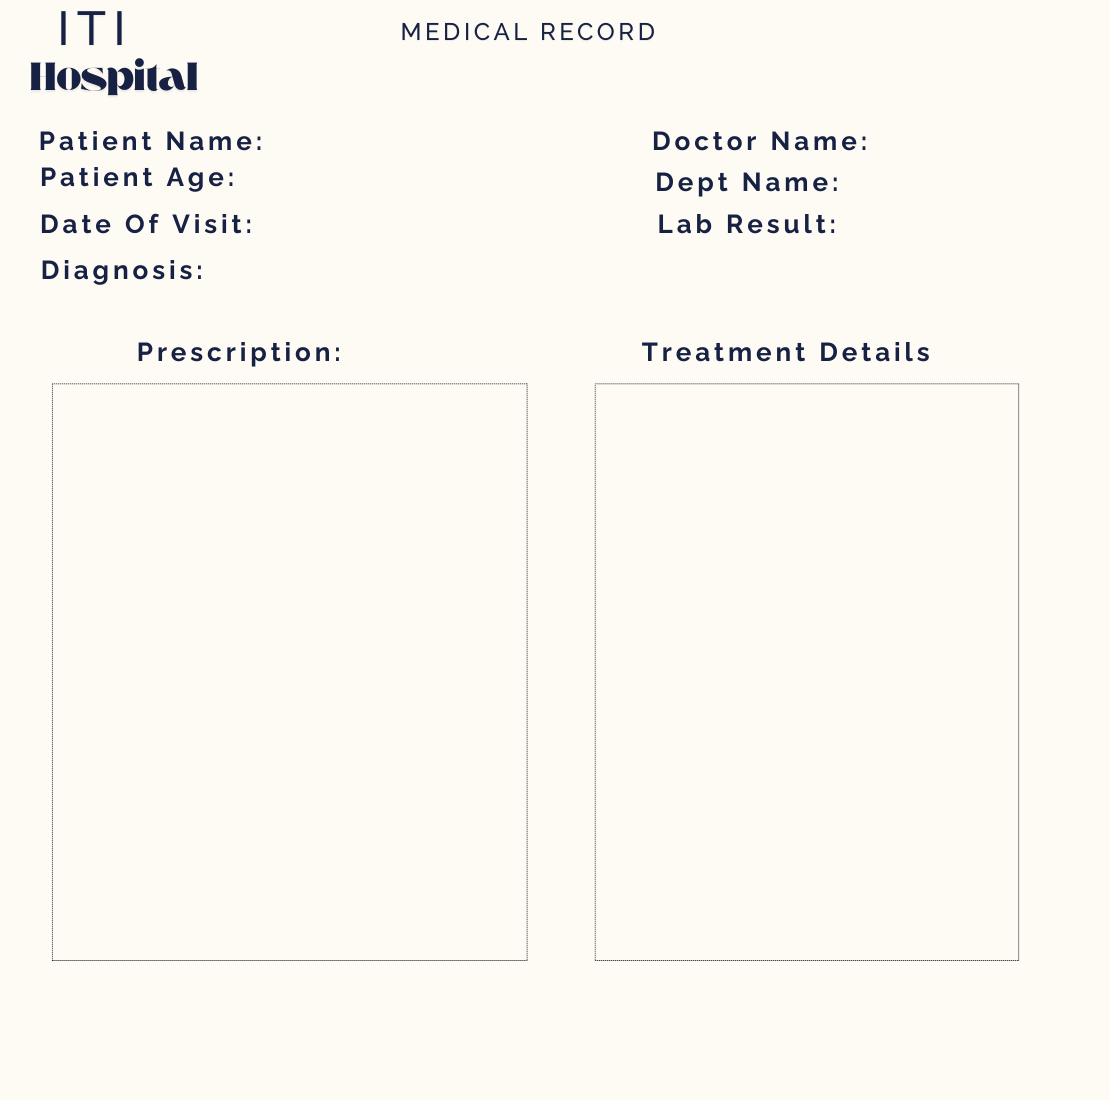 ITI
Hospital
MEDICAL RECORD
Patient Name:
Doctor Name:
Patient Age:
Dept Name:
Date Of Visit:
Lab Result:
Diagnosis:
Prescription:
Treatment Details